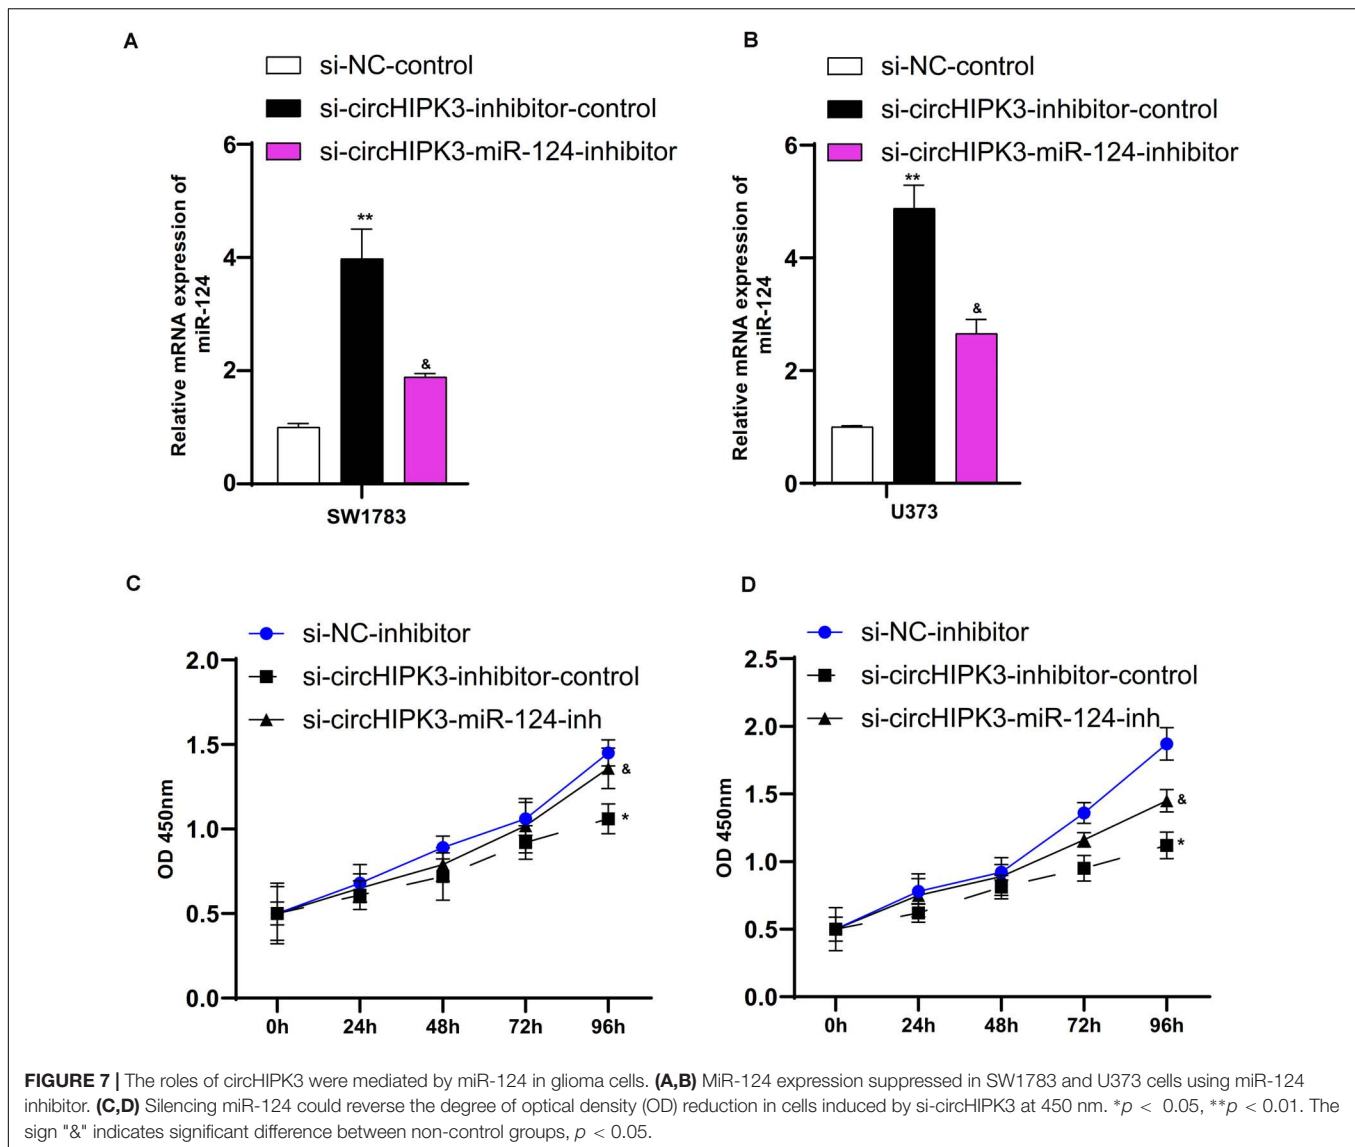 A
si-NC-control
si-circHIPK3-inhibitor-control
si-circHIPK3-miR-124-inhibitor
Relative mRNA expression of
miR-124
6
4
2
0
**
&
SW1783
B
si-NC-control
si-circHIPK3-inhibitor-control
si-circHIPK3-miR-124-inhibitor
Relative mRNA expression of
miR-124
6
4
2
0
**
&
U373
C
si-NC-inhibitor
si-circHIPK3-inhibitor-control
si-circHIPK3-miR-124-inh
OD 450nm
2.0
1.5
1.0
0.5
0.0
&
*
0h 24h 48h 72h 96h
D
si-NC-inhibitor
si-circHIPK3-inhibitor-control
si-circHIPK3-miR-124-inh
OD 450nm
2.5
2.0
1.5
1.0
0.5
0.0
&
*
0h 24h 48h 72h 96h
FIGURE 7 | The roles of circHIPK3 were mediated by miR-124 in glioma cells. (A,B) MiR-124 expression suppressed in SW1783 and U373 cells using miR-124
inhibitor. (C,D) Silencing miR-124 could reverse the degree of optical density (OD) reduction in cells induced by si-circHIPK3 at 450 nm. *p < 0.05, **p < 0.01. The
sign "&" indicates significant difference between non-control groups, p < 0.05.